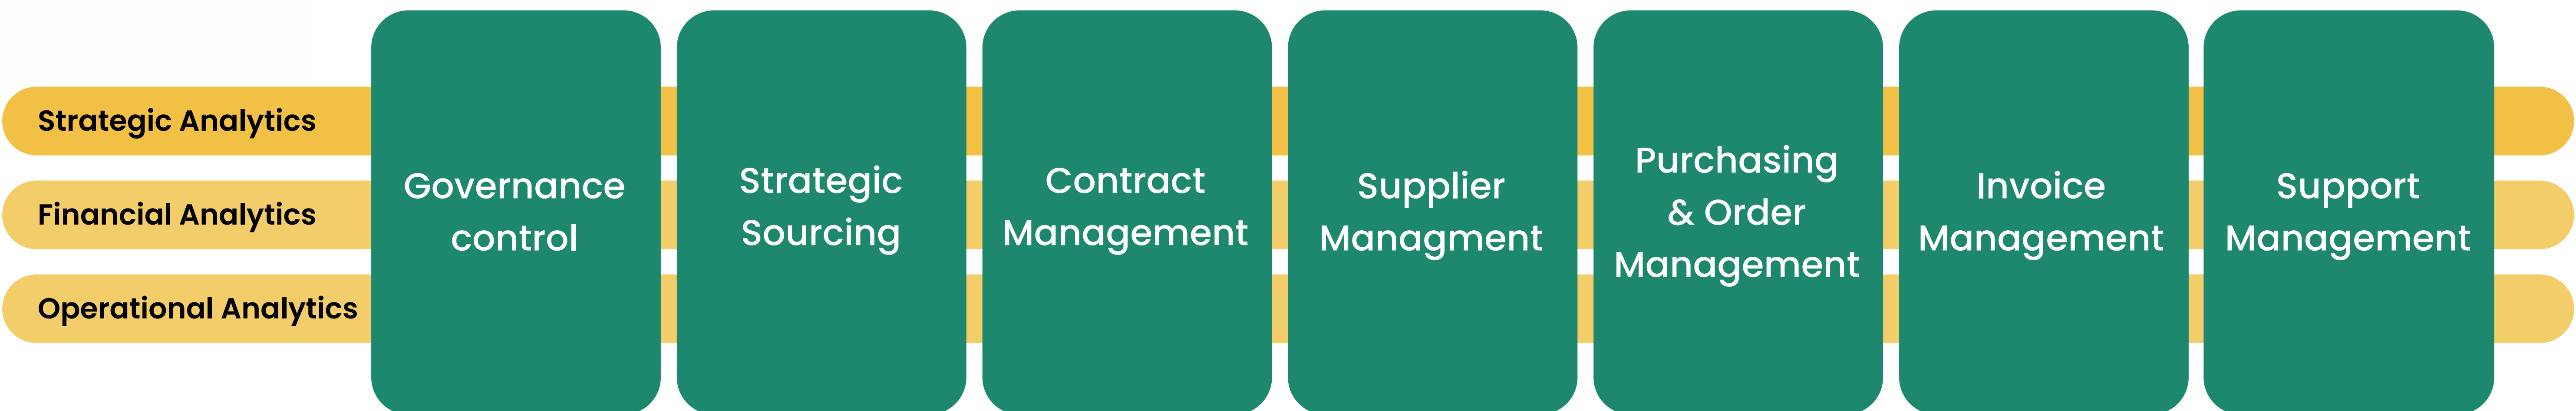 Strategic Analytics
Financial Analytics
Operational Analytics
Governance
control
Strategic
Sourcing
Contract
Management
Supplier
Managment
Purchasing
& Order
Management
Invoice
Management
Support
Management